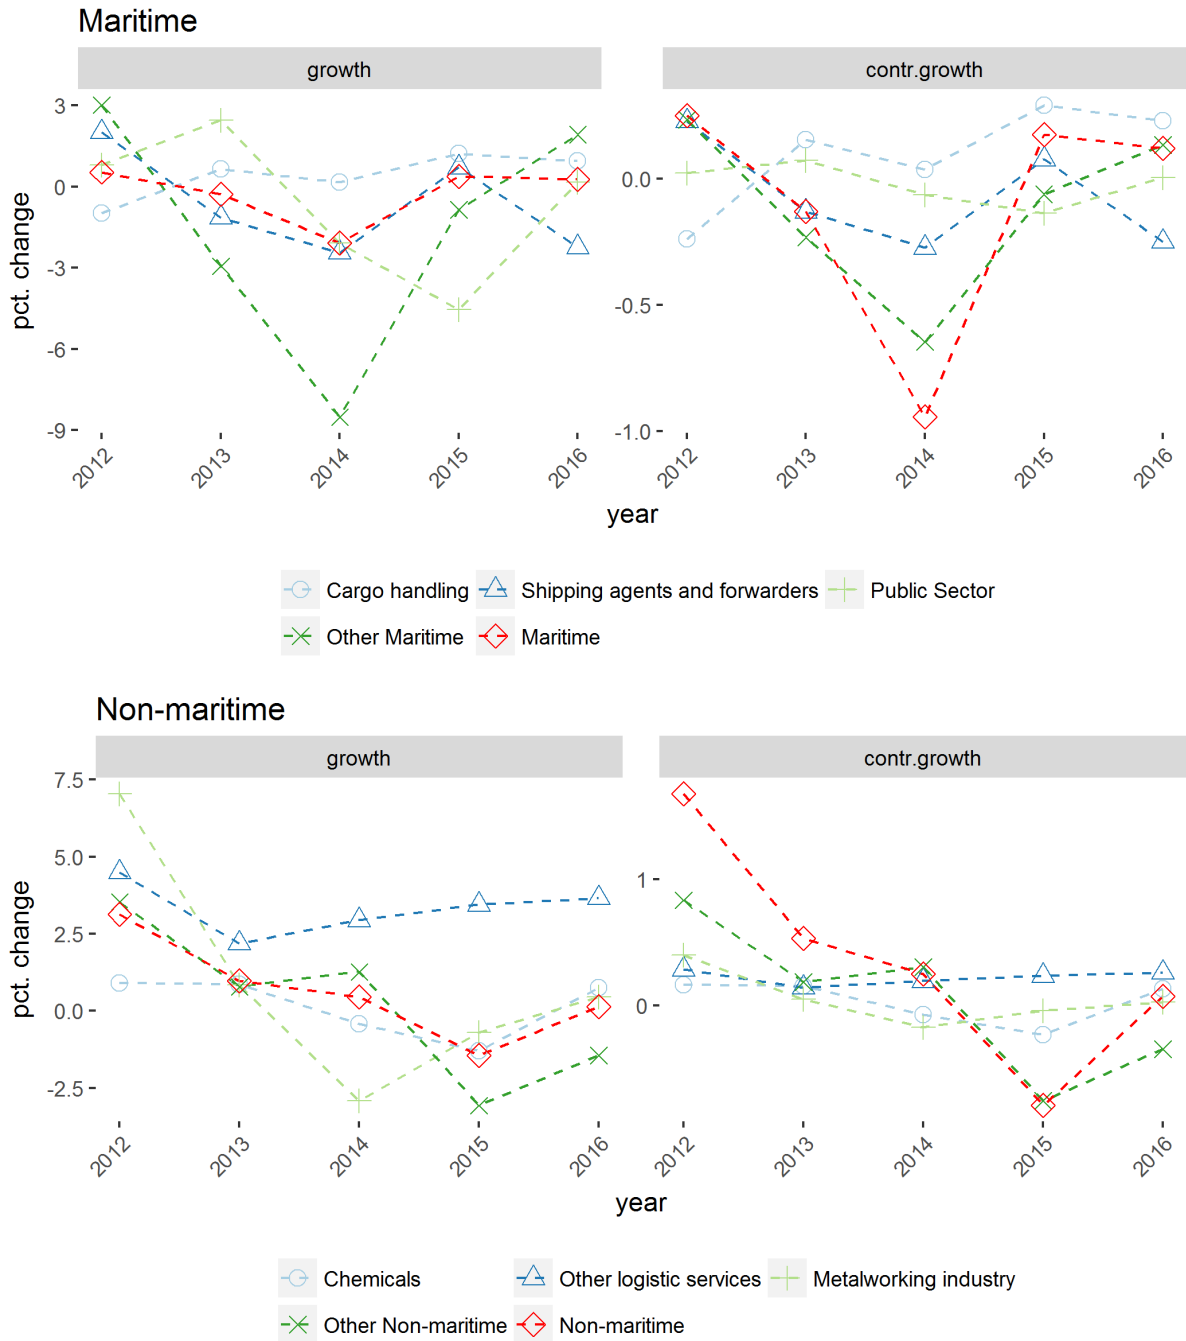 Maritime
growth
contr.growth
pct. change
3
0
-3
-6
-9
0.0
-0.5
-1.0
2012 2013 2014 2015 2016
2012 2013 2014 2015 2016
year
Cargo handling Shipping agents and forwarders Public Sector
Other Maritime Maritime
Non-maritime
growth
contr.growth
pct. change
7.5
5.0
2.5
0.0
-2.5
1
0
2012 2013 2014 2015 2016
2012 2013 2014 2015 2016
year
Chemicals Other logistic services Metalworking industry
Other Non-maritime Non-maritime